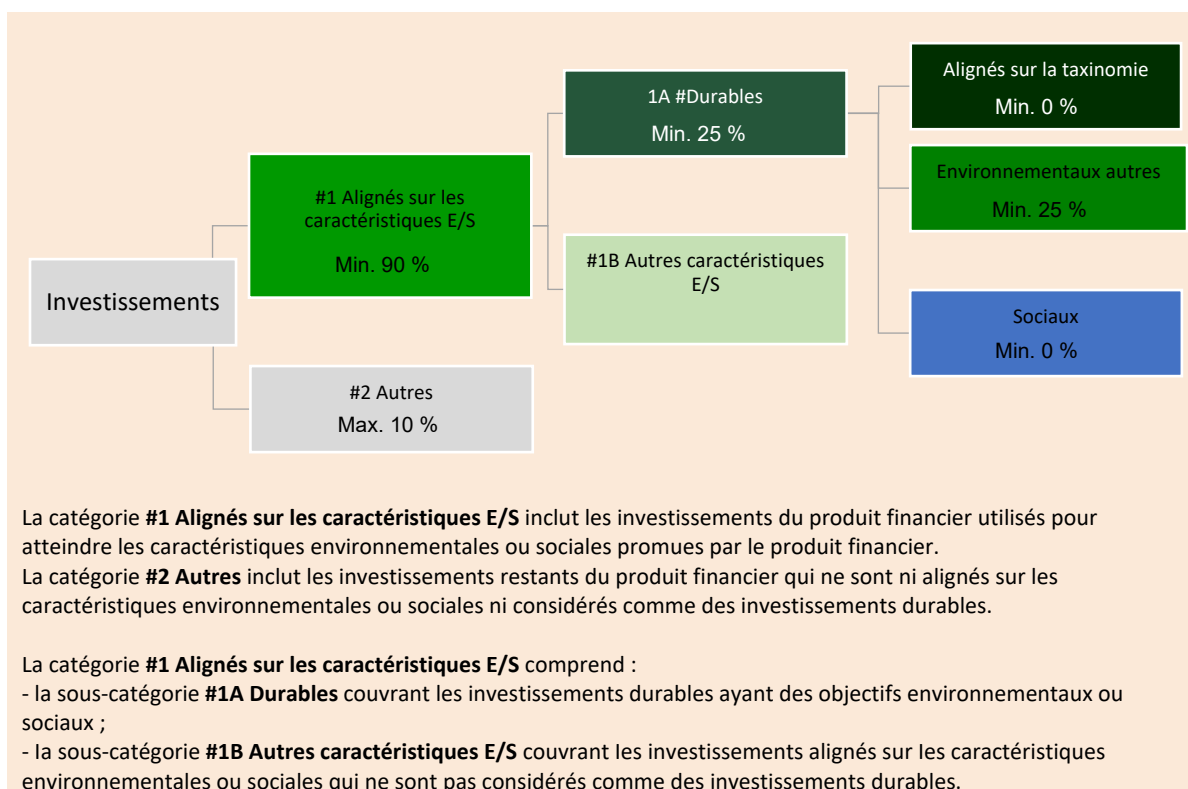 Alignés sur la taxinomie
Min. 0 %
1A #Durables
Min. 25 %
Environnementaux autres
Min. 25 %
#1 Alignés sur les
caractéristiques E/S
Min. 90 %
#1B Autres caractéristiques
E/S
Investissements
Sociaux
Min. 0 %
#2 Autres
Max. 10 %
La catégorie #1 Alignés sur les caractéristiques E/S inclut les investissements du produit financier utilisés pour
atteindre les caractéristiques environnementales ou sociales promues par le produit financier.
La catégorie #2 Autres inclut les investissements restants du produit financier qui ne sont ni alignés sur les
caractéristiques environnementales ou sociales ni considérés comme des investissements durables.
La catégorie #1 Alignés sur les caractéristiques E/S comprend :
- la sous-catégorie #1A Durables couvrant les investissements durables ayant des objectifs environnementaux ou
sociaux ;
- la sous-catégorie #1B Autres caractéristiques E/S couvrant les investissements alignés sur les caractéristiques
environnementales ou sociales qui ne sont pas considérés comme des investissements durables.